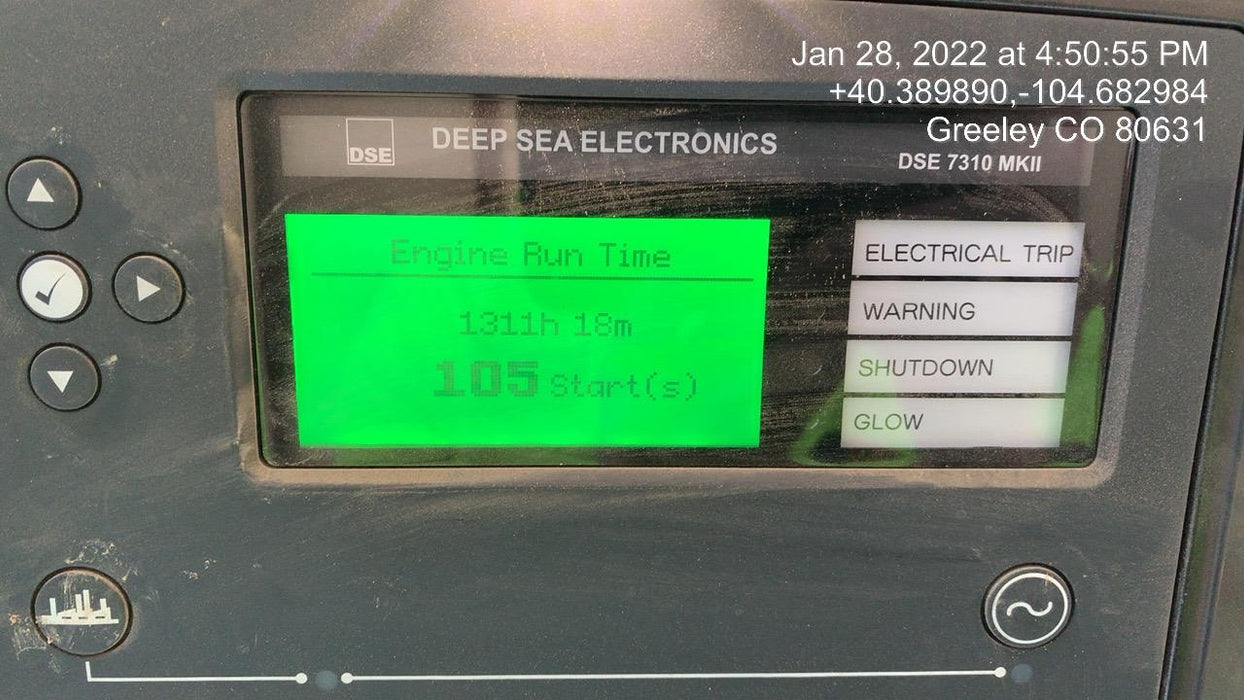 Jan 28, 2022 at 4:50:55 PM
+40.389890,-104.682984
Greeley CO 80631
DSE
DEEP SEA ELECTRONICS
DSE 7310 MKII
Engine Run Time
1311h 18m
105 Start(s)
ELECTRICAL TRIP
WARNING
SHUTDOWN
GLOW